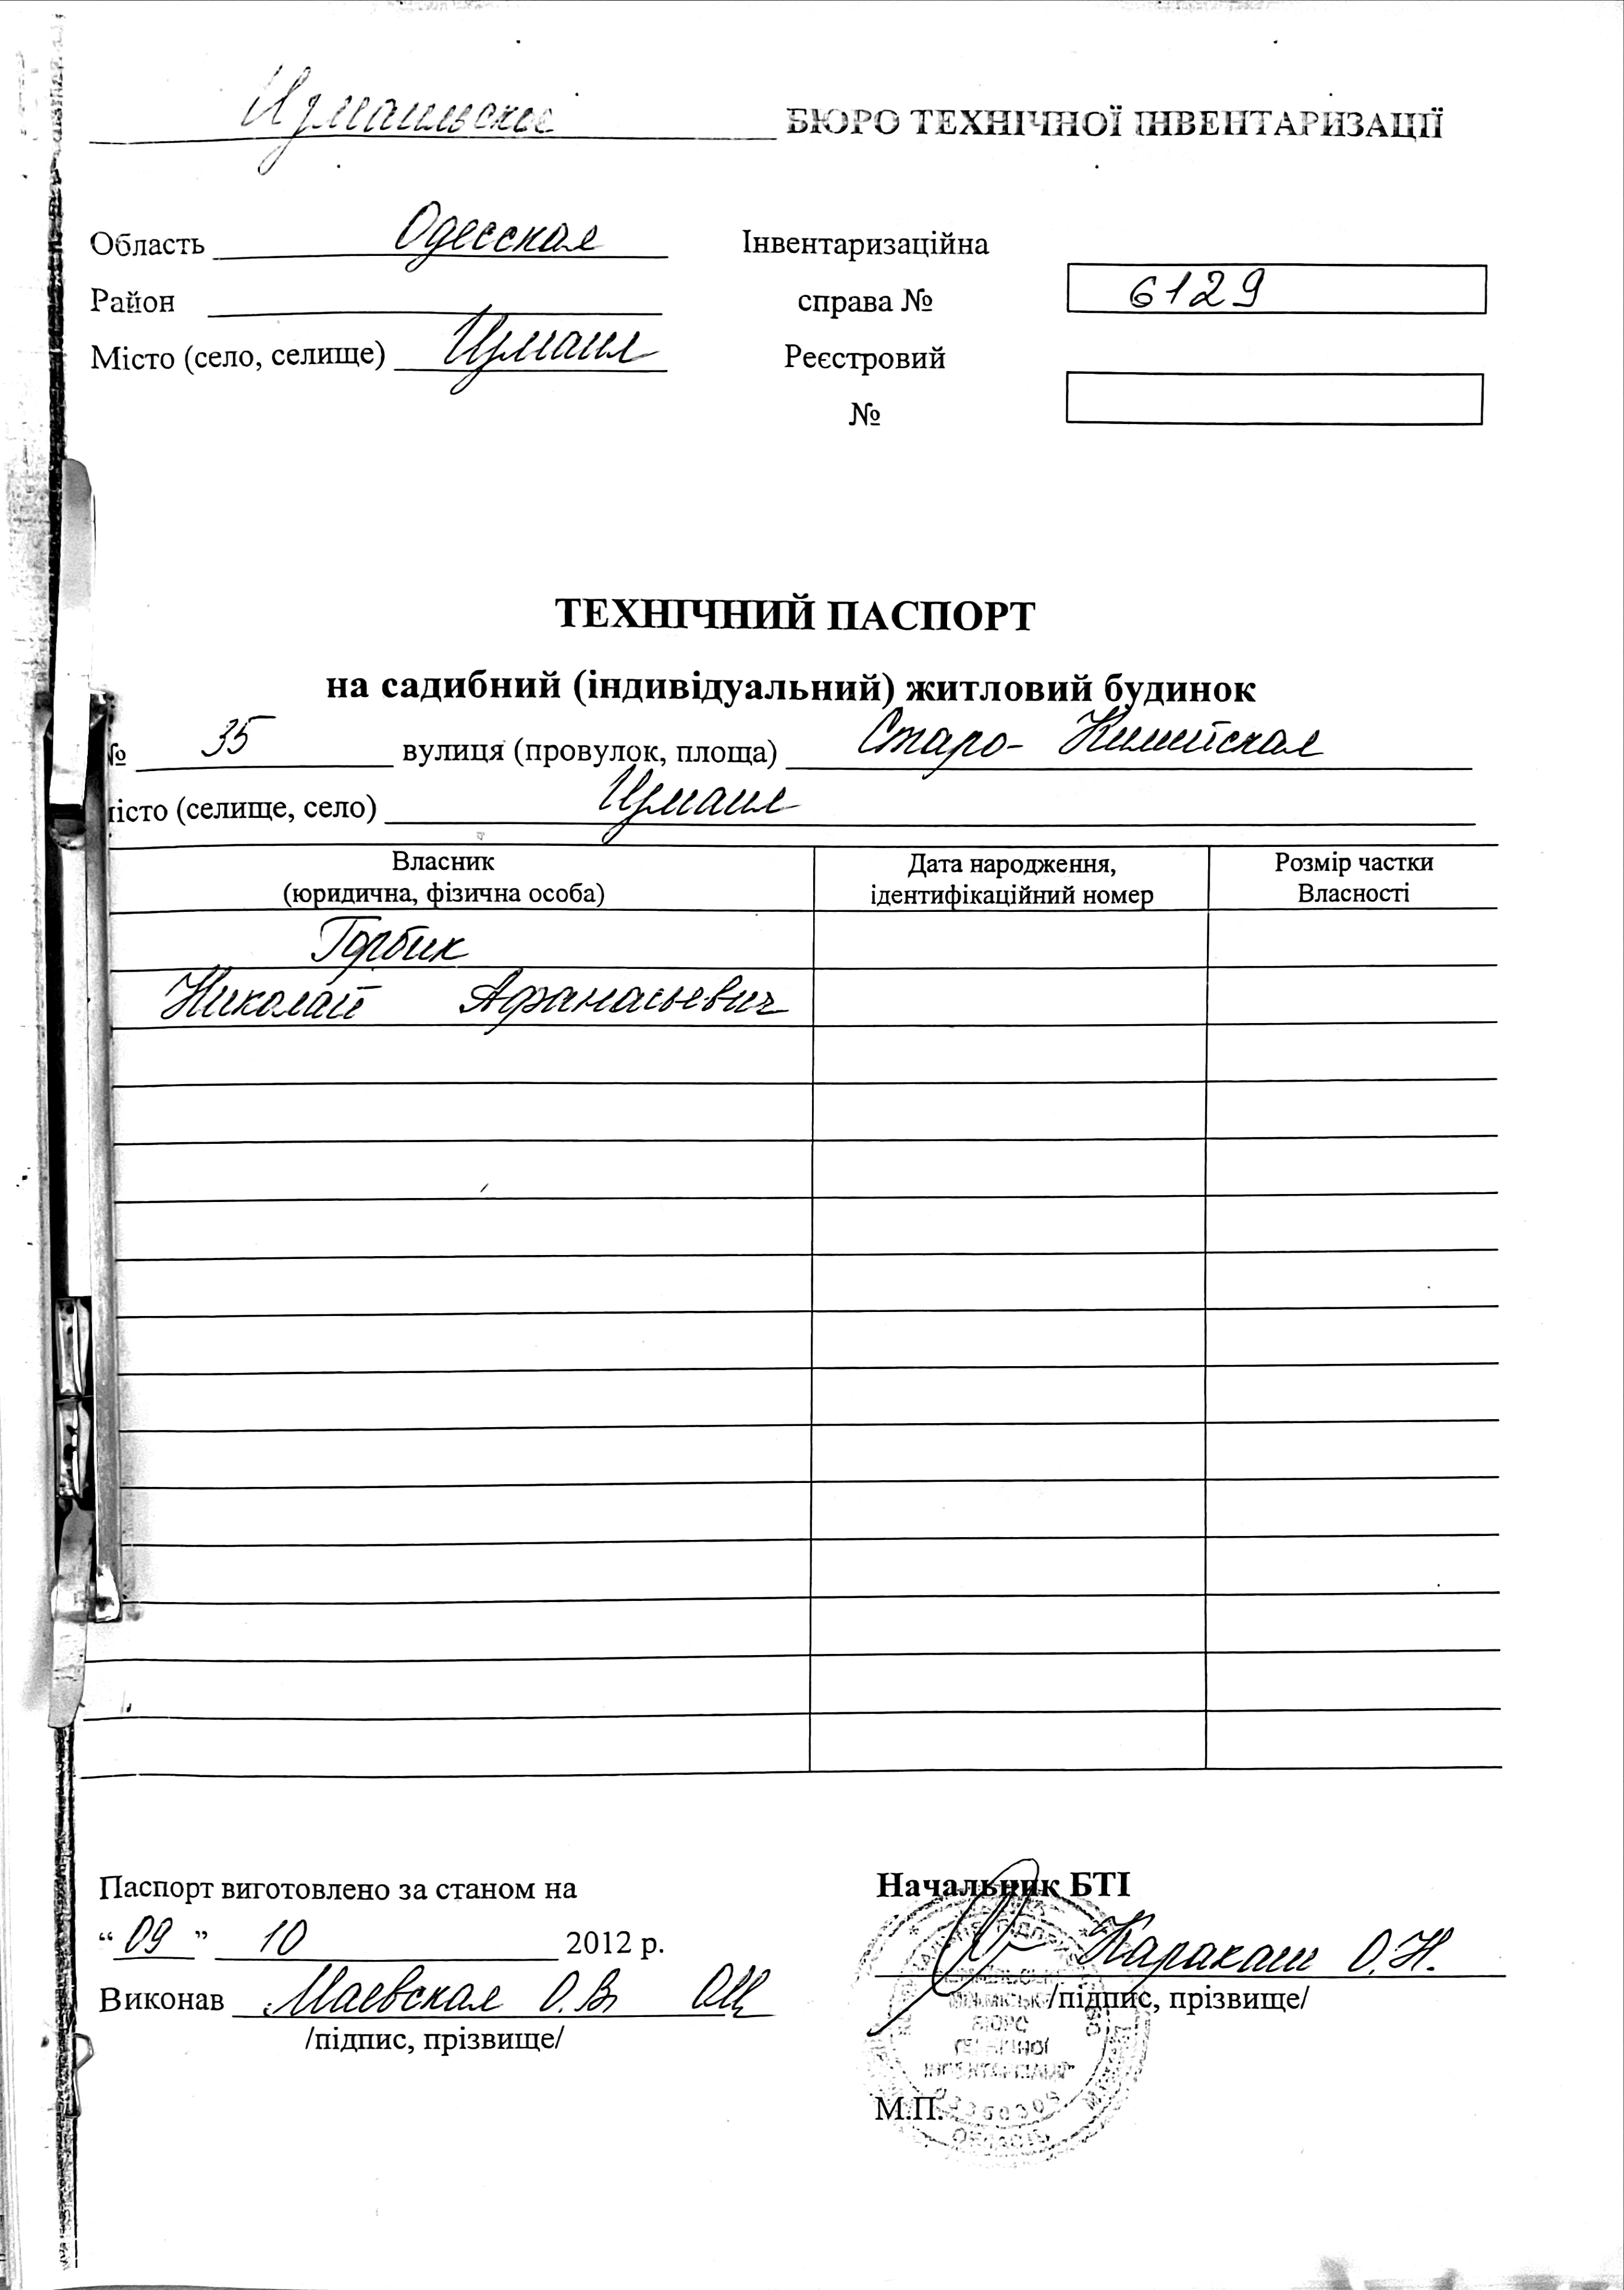 Измаильское БЮРО ТЕХНІЧНОЇ ІНВЕНТАРИЗАЦІЇ
Область Одесская Інвентаризаційна
Район справа № 6129
Місто (село, селище) Измаил Реєстровий
№
ТЕХНІЧНИЙ ПАСПОРТ
на садибний (індивідуальний) житловий будинок
№ 35 вулиця (провулок, площа) Старо- Килийская
місто (селище, село) Измаил
Власник Дата народження, Розмір частки
(юридична, фізична особа) ідентифікаційний номер Власності
Горбик
Николай Афанасьевич
Паспорт виготовлено за станом на Начальник БТІ
“09” 10 2012 р. Каракаш О.Н.
Виконав Маевская О.В. /підпис, прізвище/
/підпис, прізвище/
БЮРО
ТЕХНІЧНОЇ
ІНВЕНТАРИЗАЦІЇ"
М.П.